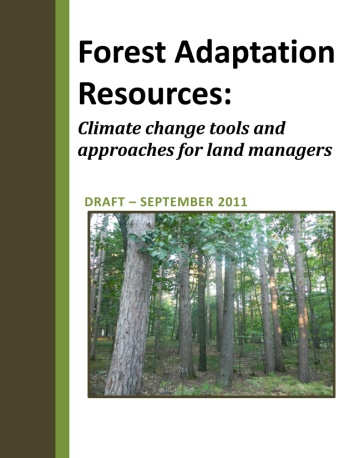 Forest Adaptation
Resources:
Climate change tools and
approaches for land managers
DRAFT – SEPTEMBER 2011